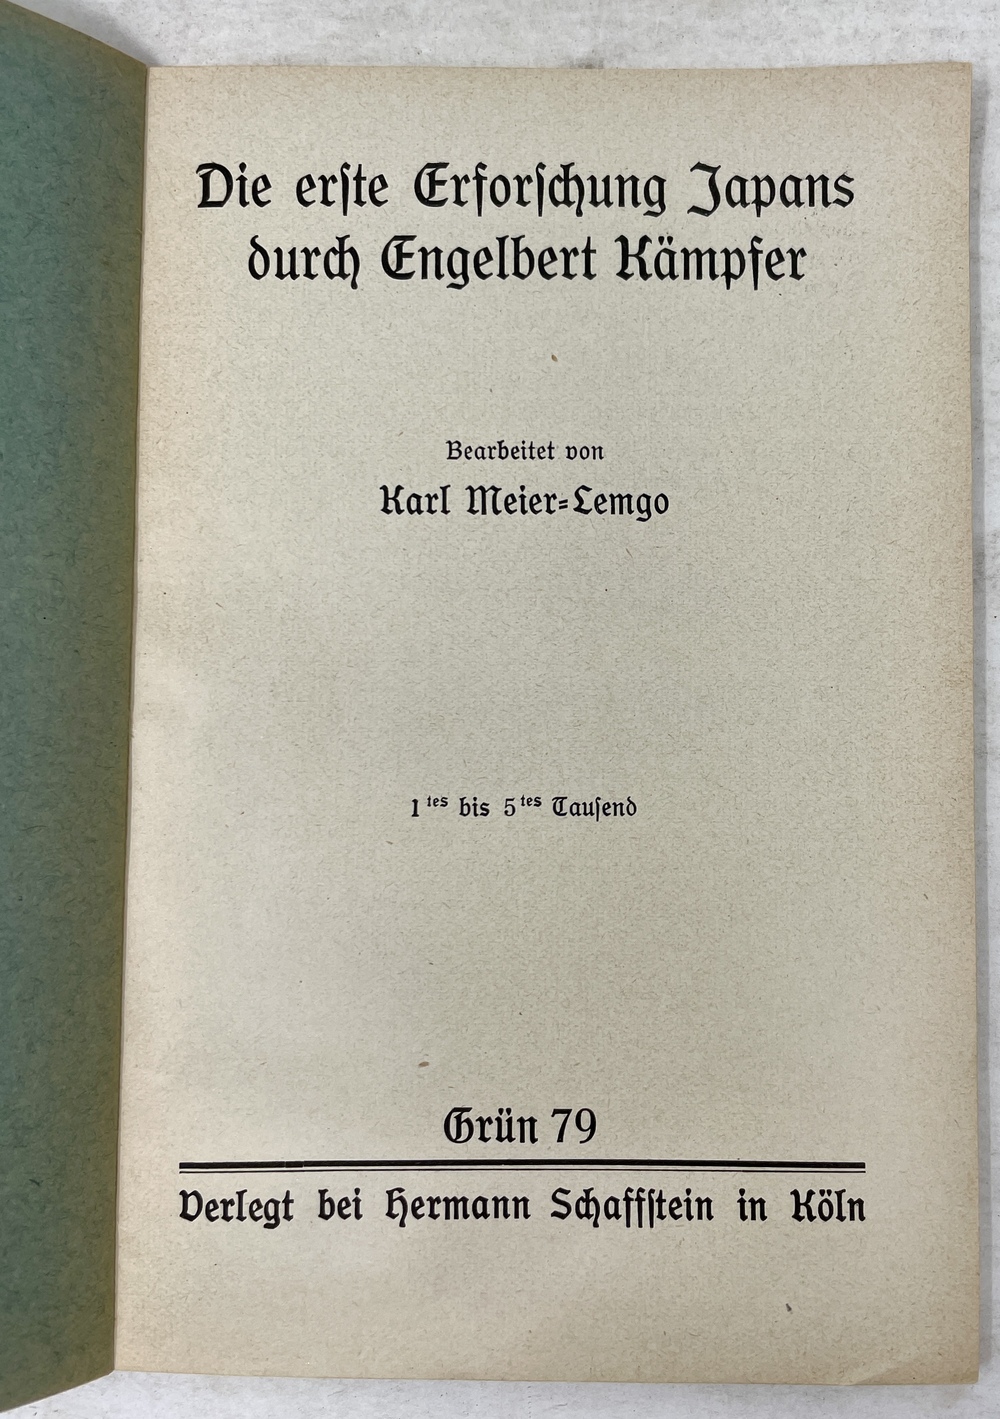 Die erſte Erforſchung Japans
durch Engelbert Kämpfer
Bearbeitet von
Karl Meier=Lemgo
1tes bis 5tes Tauſend
Grün 79
Verlegt bei Hermann Schaffſtein in Köln